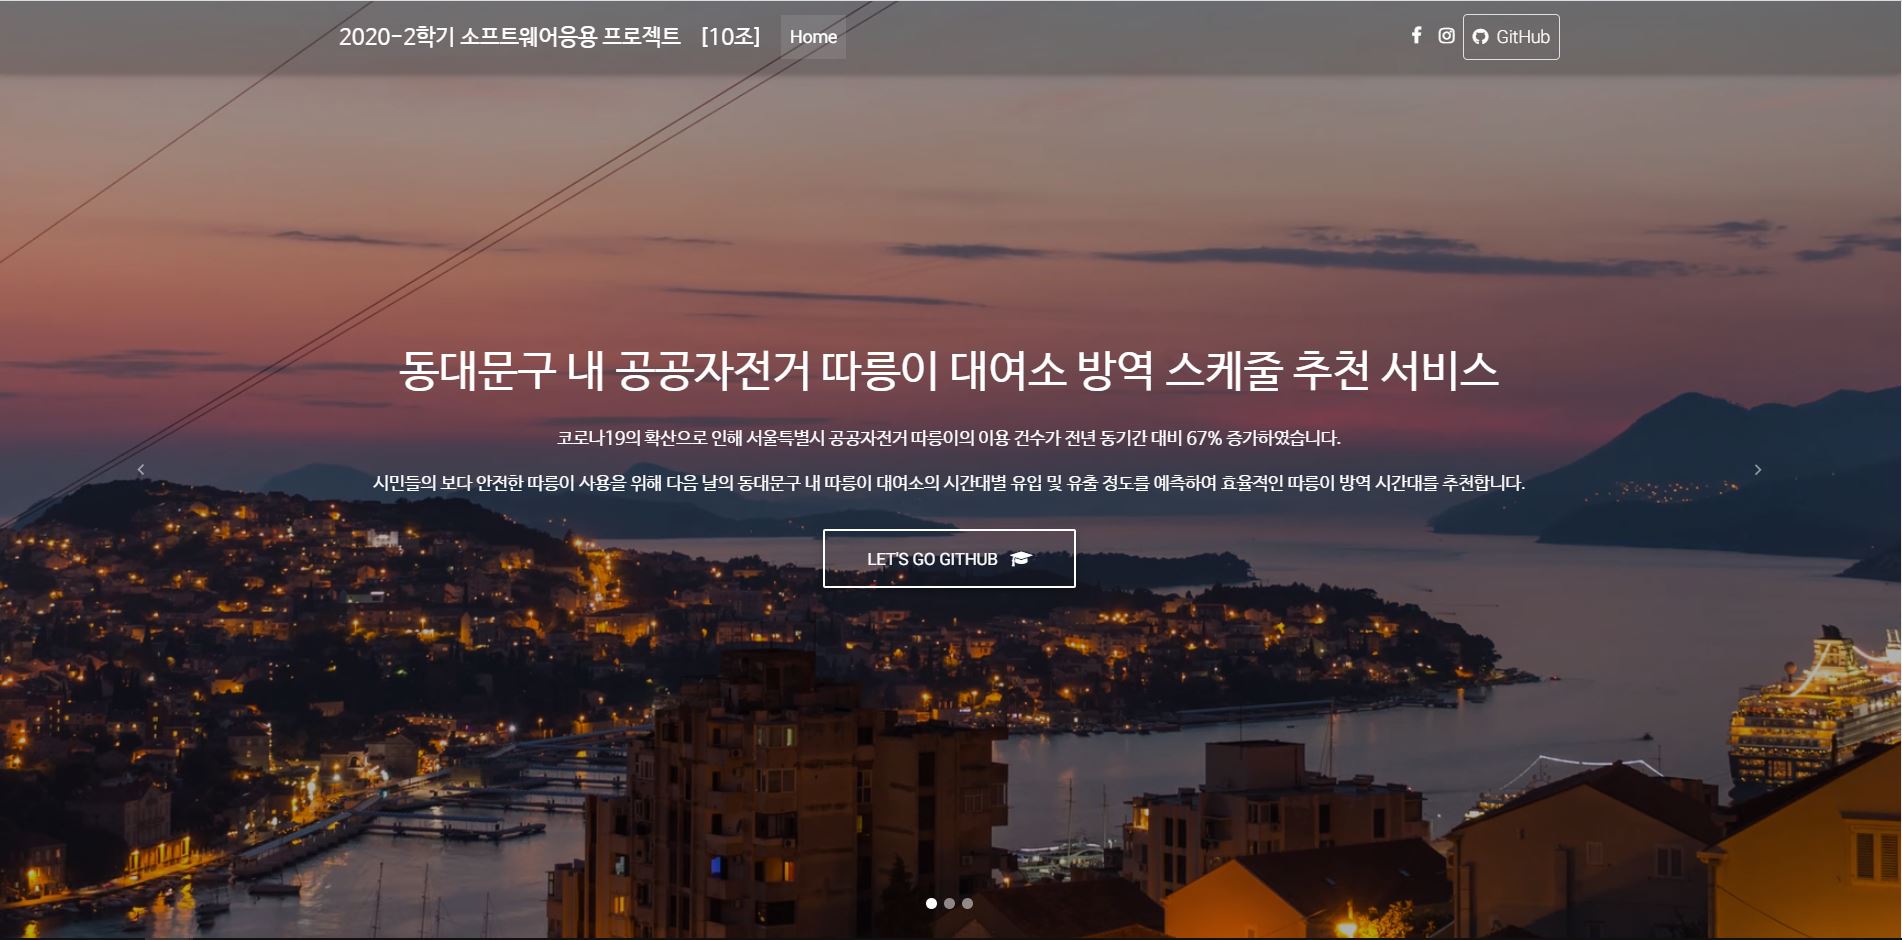 2020-2학기 소프트웨어응용 프로젝트 [10조] Home GitHub
동대문구 내 공공자전거 따릉이 대여소 방역 스케줄 추천 서비스
코로나19의 확산으로 인해 서울특별시 공공자전거 따릉이의 이용 건수가 전년 동기간 대비 67% 증가하였습니다.
시민들의 보다 안전한 따릉이 사용을 위해 다음 날의 동대문구 내 따릉이 대여소의 시간대별 유입 및 유출 정도를 예측하여 효율적인 따릉이 방역 시간대를 추천합니다.
LET'S GO GITHUB